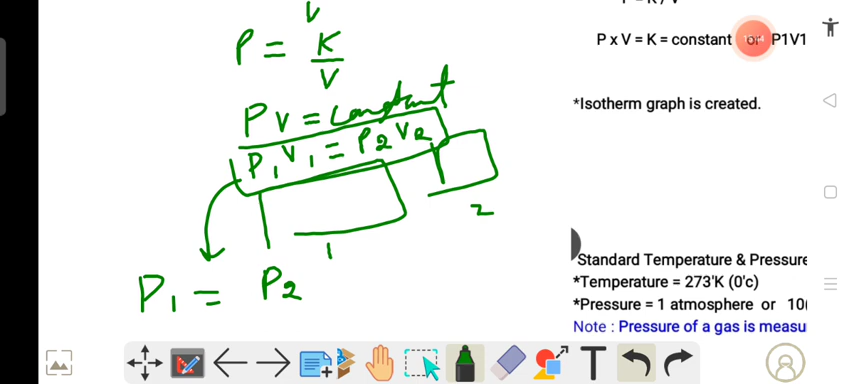 V
P = K / V
PV = constant
P1V1 = P2V2
1
2
P1 = P2
P x V = K = constant or P1V1
*Isotherm graph is created.
Standard Temperature & Pressure
*Temperature = 273'K (0'c)
*Pressure = 1 atmosphere or
Note : Pressure of a gas is
T